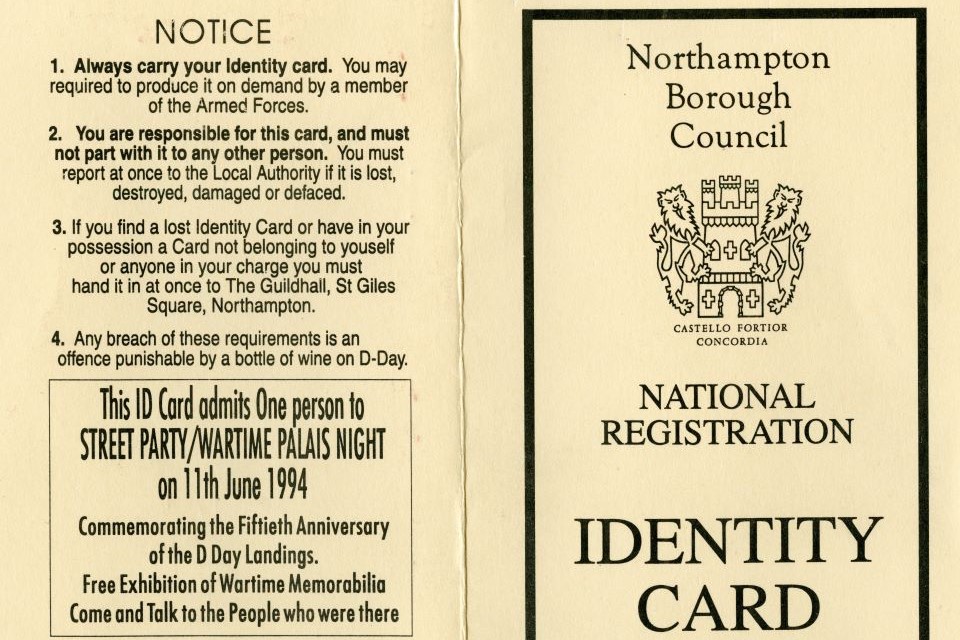 NOTICE
1. Always carry your Identity card. You may
required to produce it on demand by a member
of the Armed Forces.
2. You are responsible for this card, and must
not part with it to any other person. You must
report at once to the Local Authority if it is lost,
destroyed, damaged or defaced.
3. If you find a lost Identity Card or have in your
possession a Card not belonging to youself
or anyone in your charge you must
hand it in at once to The Guildhall, St Giles
Square, Northampton.
4. Any breach of these requirements is an
offence punishable by a bottle of wine on D-Day.
This ID Card admits One person to
STREET PARTY/WARTIME PALAIS NIGHT
on 11th June 1994
Commemorating the Fiftieth Anniversary
of the D Day Landings.
Free Exhibition of Wartime Memorabilia
Come and Talk to the People who were there
Northampton
Borough
Council
CASTELLO FORTIOR
CONCORDIA
NATIONAL
REGISTRATION
IDENTITY
CARD